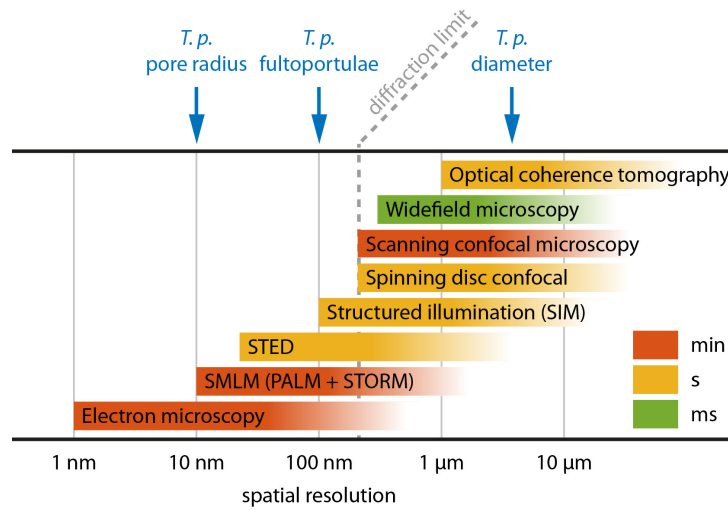 T. p.
pore radius
T. p.
fultoportulae
diffraction limit
T. p.
diameter
Optical coherence tomography
Widefield microscopy
Scanning confocal microscopy
Spinning disc confocal
Structured illumination (SIM)
STED
SMLM (PALM + STORM)
Electron microscopy
min
s
ms
1 nm
10 nm
100 nm
1 µm
10 µm
spatial resolution